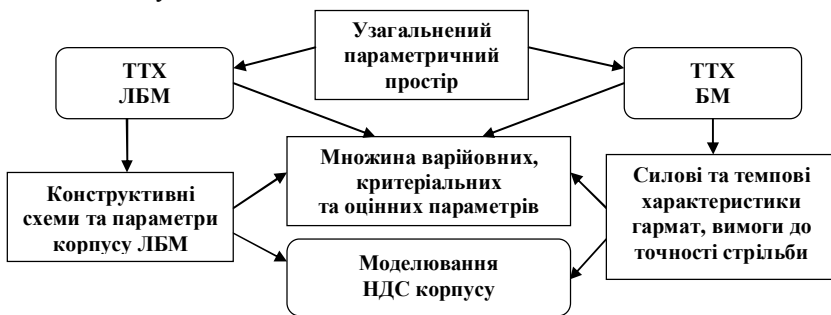 Узагальнений
параметричний
простір
ТТХ
ЛБМ
ТТХ
БМ
Множина варійовних,
критеріальних
та оцінних параметрів
Конструктивні
схеми та параметри
корпусу ЛБМ
Силові та темпові
характеристики
гармат, вимоги до
точності стрільби
Моделювання
НДС корпусу